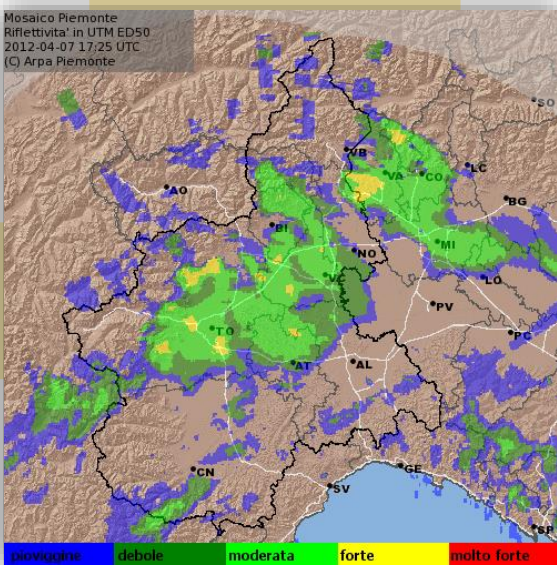 Mosaico Piemonte
Riflettivita' in UTM ED50
2012-04-07 17:25 UTC
(C) Arpa Piemonte
SO
VB
LC
VA
CO
AO
BG
BI
MI
NO
VC
LO
PV
TO
PC
AT
AL
CN
GE
SV
SP
pioviggine debole moderata forte molto forte